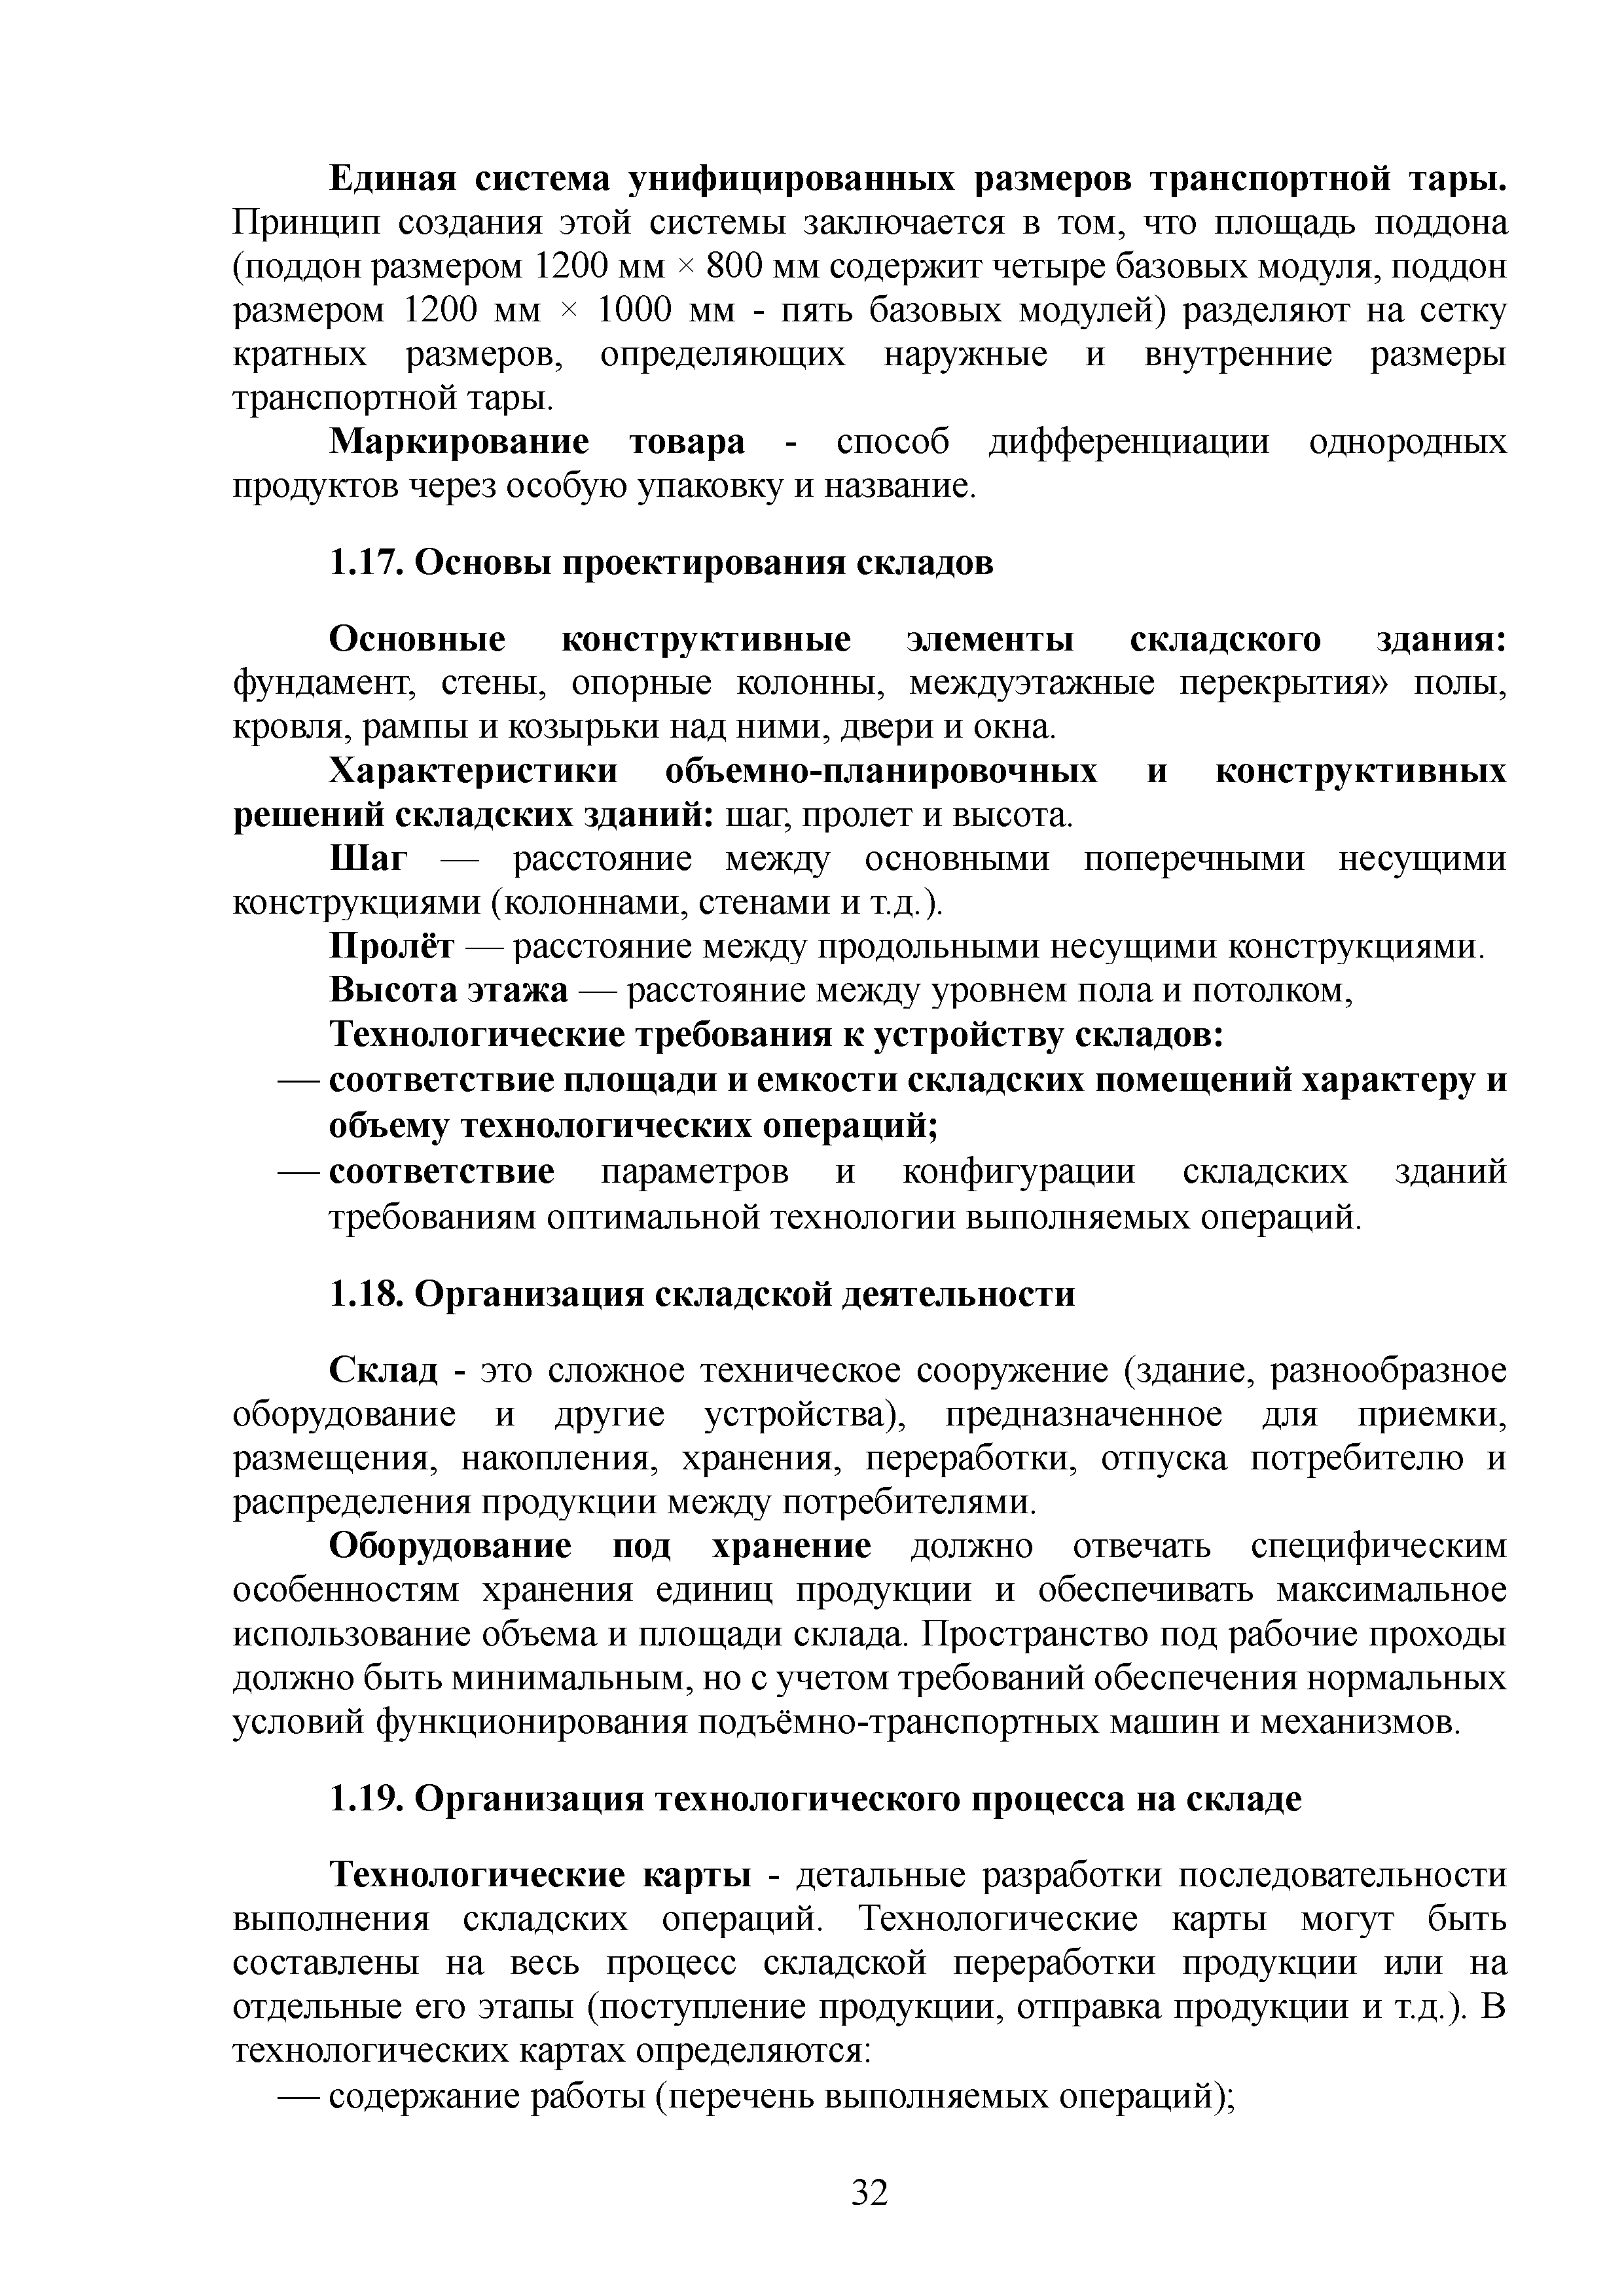 Единая система унифицированных размеров транспортной тары.
Принцип создания этой системы заключается в том, что площадь поддона
(поддон размером 1200 мм × 800 мм содержит четыре базовых модуля, поддон
размером 1200 мм × 1000 мм - пять базовых модулей) разделяют на сетку
кратных размеров, определяющих наружные и внутренние размеры
транспортной тары.
Маркирование товара - способ дифференциации однородных
продуктов через особую упаковку и название.
1.17. Основы проектирования складов
Основные конструктивные элементы складского здания:
фундамент, стены, опорные колонны, междуэтажные перекрытия» полы,
кровля, рампы и козырьки над ними, двери и окна.
Характеристики объемно-планировочных и конструктивных
решений складских зданий: шаг, пролет и высота.
Шаг — расстояние между основными поперечными несущими
конструкциями (колоннами, стенами и т.д.).
Пролёт — расстояние между продольными несущими конструкциями.
Высота этажа — расстояние между уровнем пола и потолком,
Технологические требования к устройству складов:
— соответствие площади и емкости складских помещений характеру и
объему технологических операций;
— соответствие параметров и конфигурации складских зданий
требованиям оптимальной технологии выполняемых операций.
1.18. Организация складской деятельности
Склад - это сложное техническое сооружение (здание, разнообразное
оборудование и другие устройства), предназначенное для приемки,
размещения, накопления, хранения, переработки, отпуска потребителю и
распределения продукции между потребителями.
Оборудование под хранение должно отвечать специфическим
особенностям хранения единиц продукции и обеспечивать максимальное
использование объема и площади склада. Пространство под рабочие проходы
должно быть минимальным, но с учетом требований обеспечения нормальных
условий функционирования подъёмно-транспортных машин и механизмов.
1.19. Организация технологического процесса на складе
Технологические карты - детальные разработки последовательности
выполнения складских операций. Технологические карты могут быть
составлены на весь процесс складской переработки продукции или на
отдельные его этапы (поступление продукции, отправка продукции и т.д.). В
технологических картах определяются:
— содержание работы (перечень выполняемых операций);
32